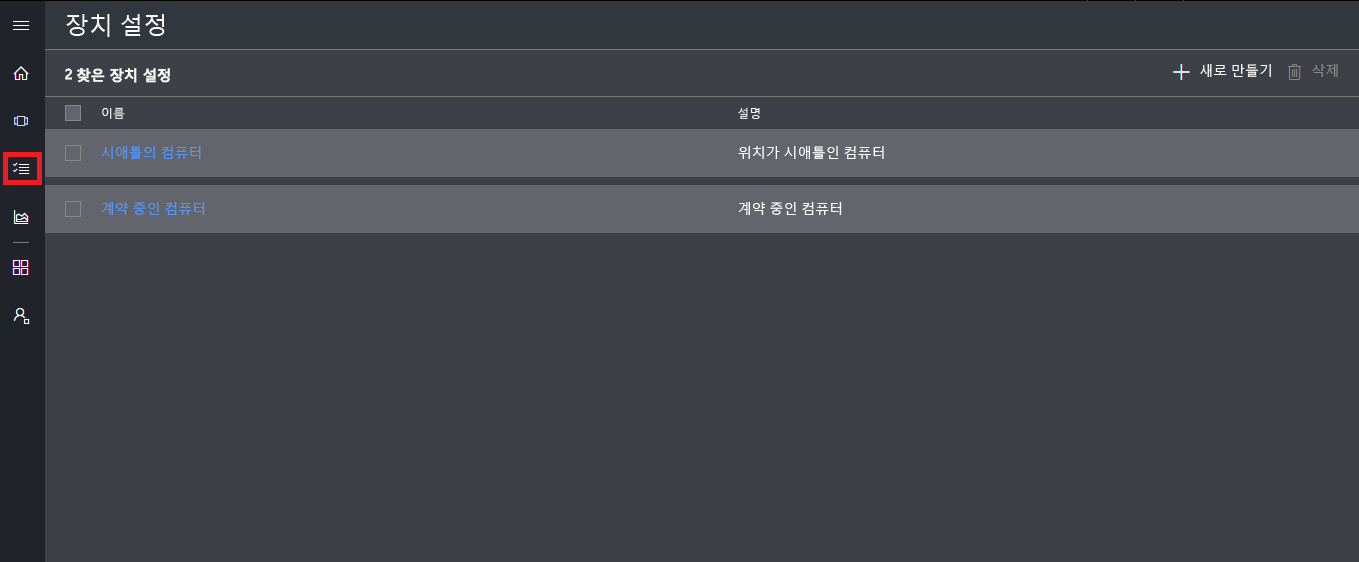 장치 설정
2 찾은 장치 설정
새로 만들기 삭제
이름 설명
시애틀의 컴퓨터 위치가 시애틀인 컴퓨터
계약 중인 컴퓨터 계약 중인 컴퓨터